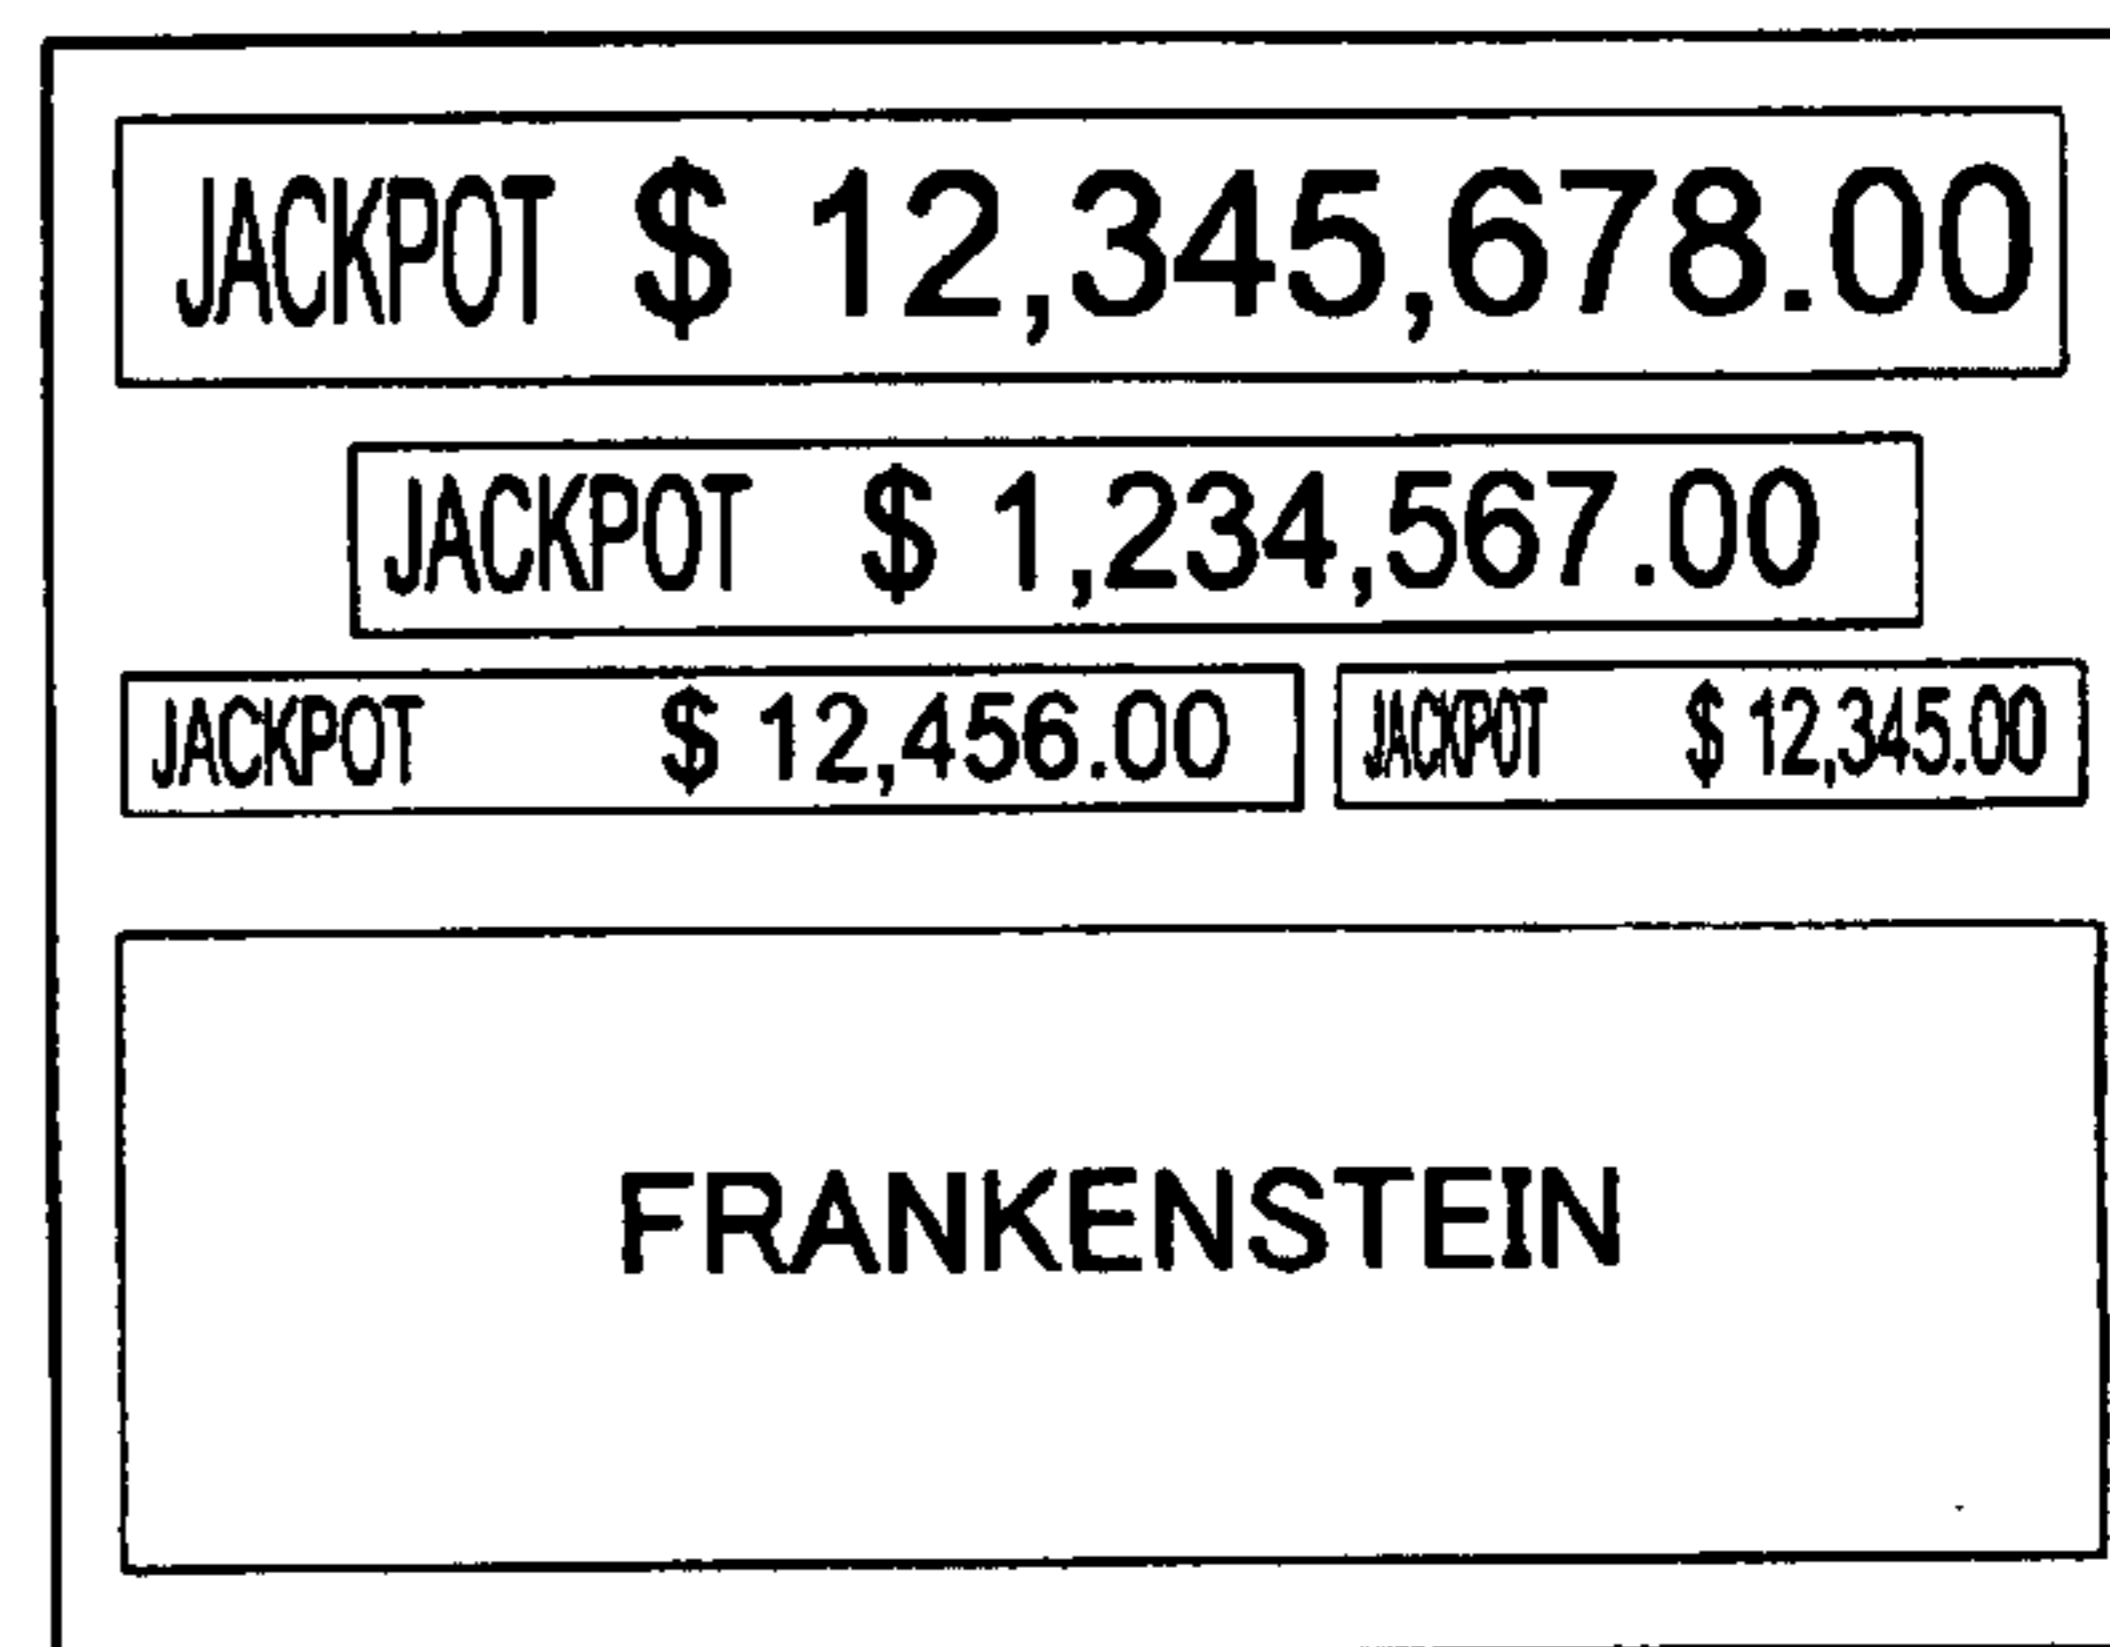 JACKPOT $ 12,345,678.00
JACKPOT $ 1,234,567.00
JACKPOT $ 12,456.00 JACKPOT $ 12,345.00
FRANKENSTEIN